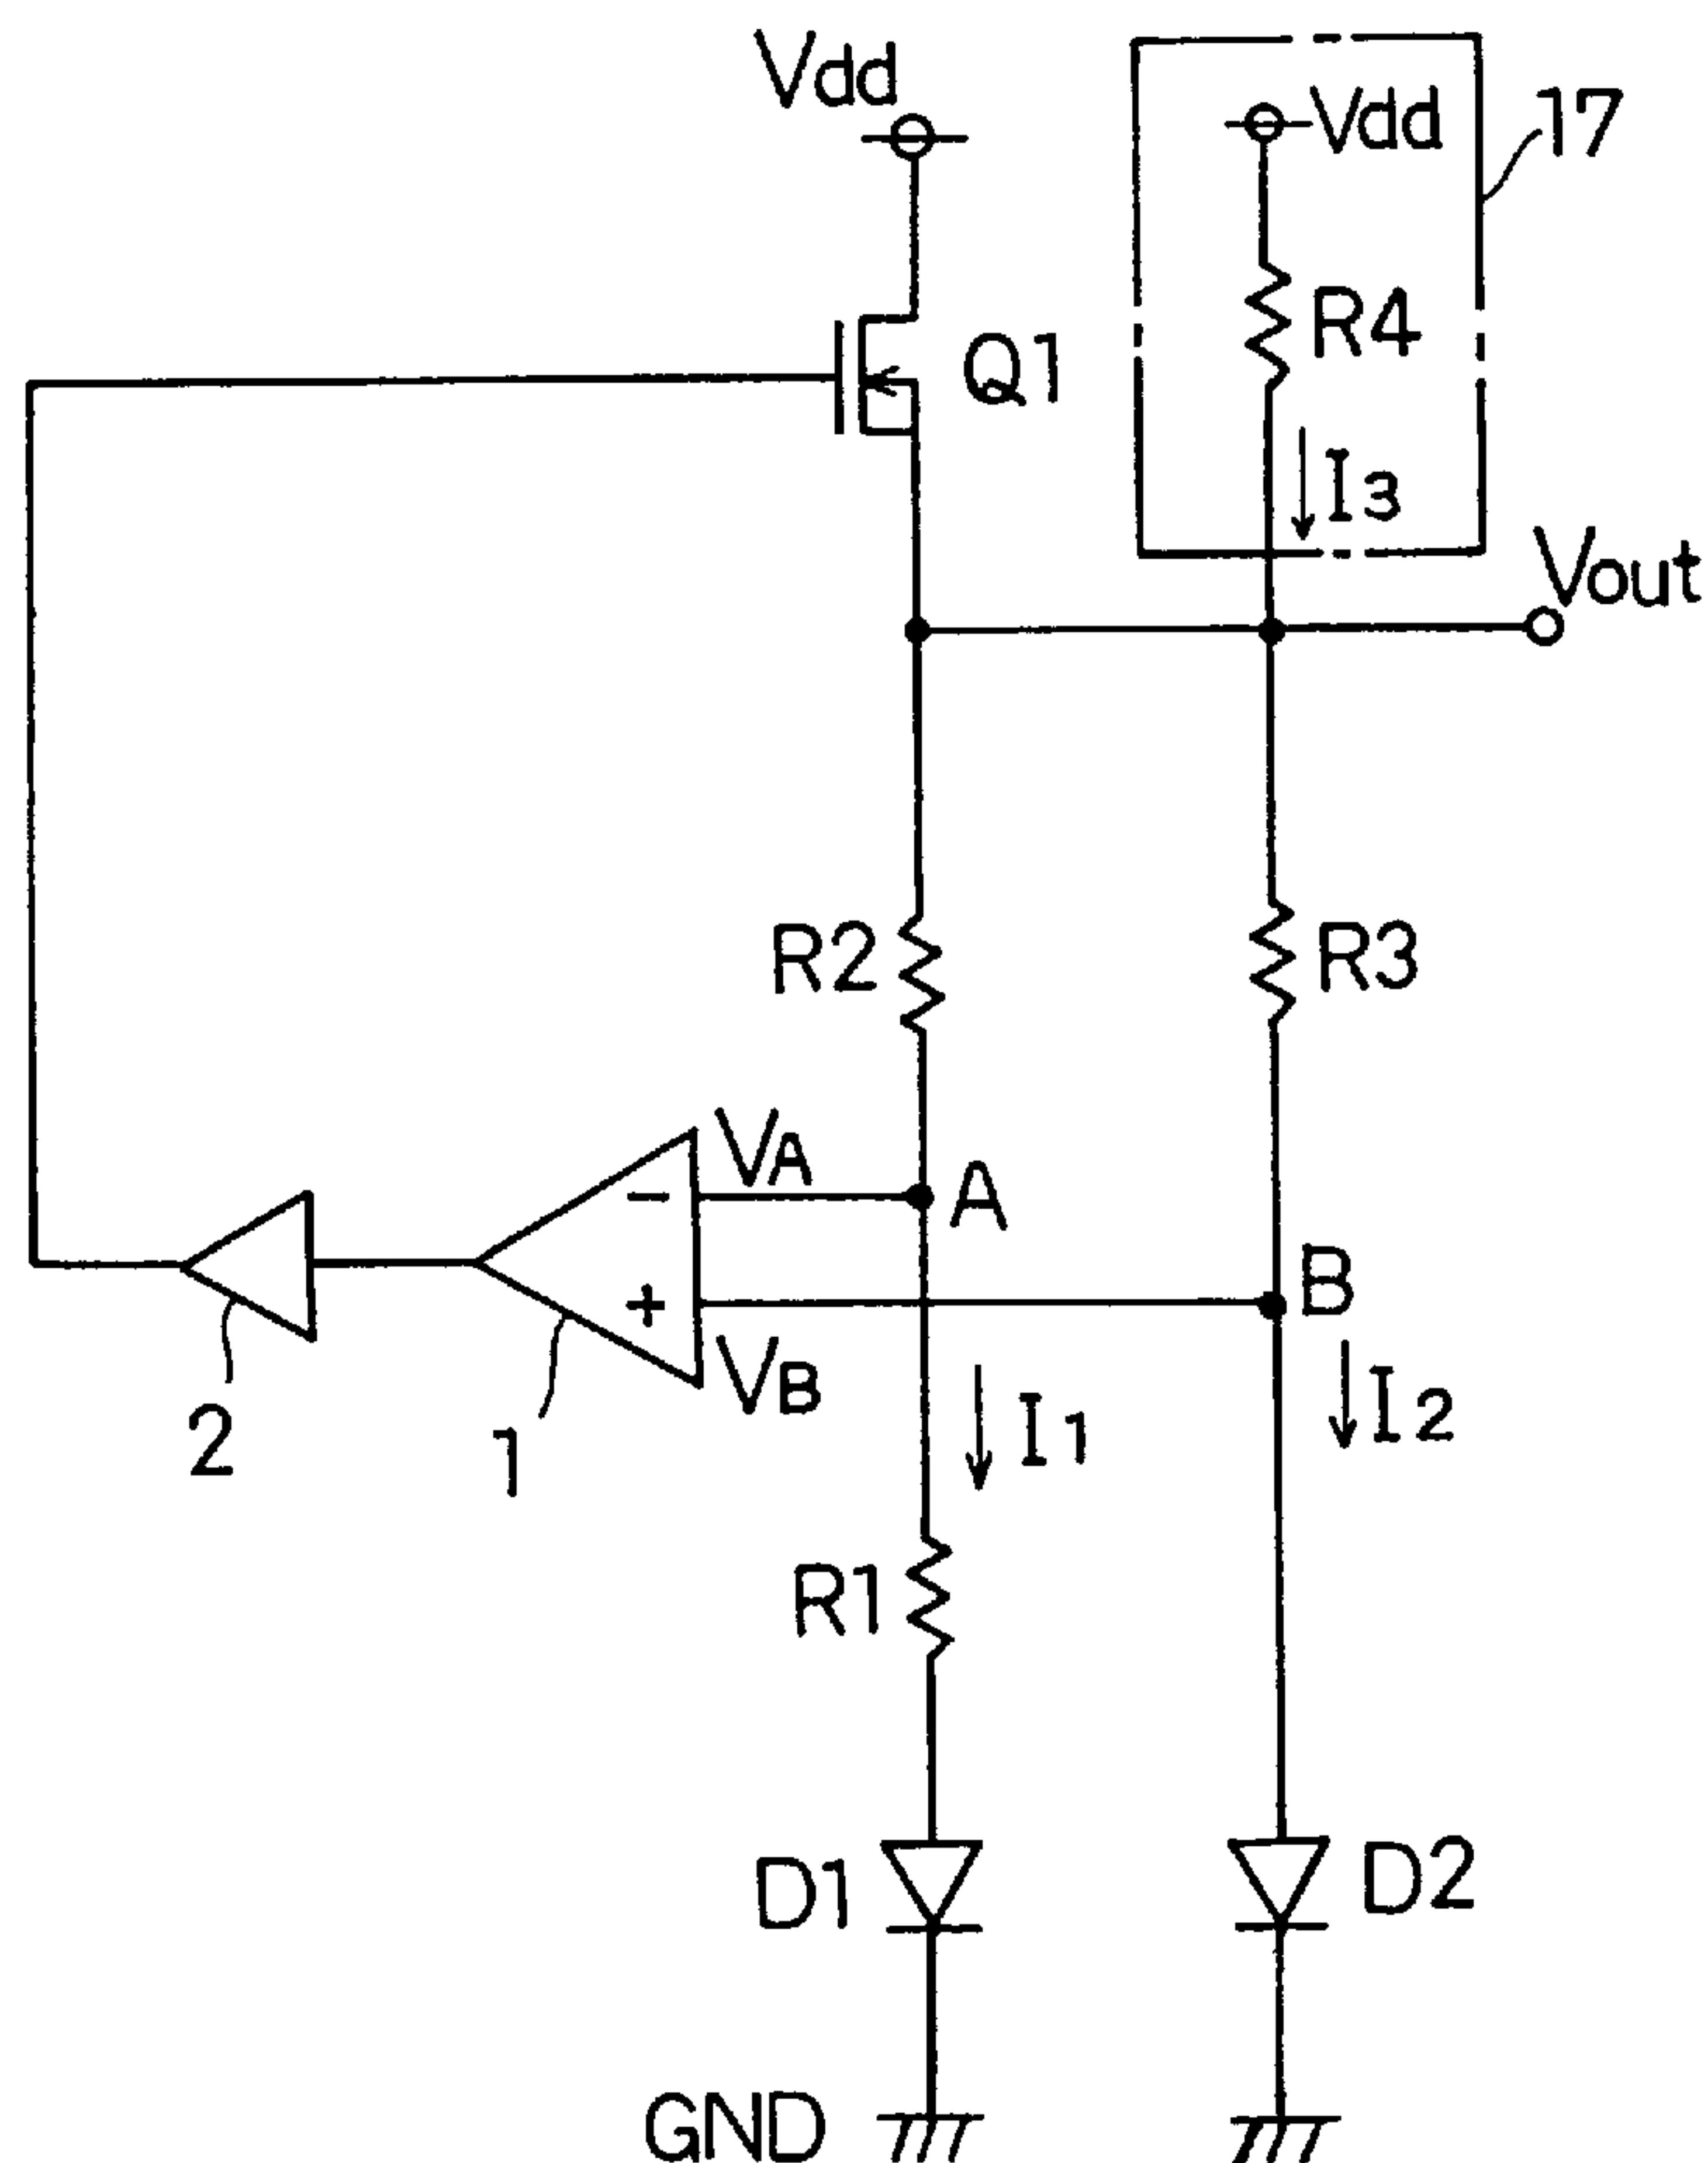 Vdd
Vdd
17
R4
Q1
I3
Vout
R2
R3
VA
A
-
B
+
VB
I2
2
1
I1
R1
D1
D2
GND